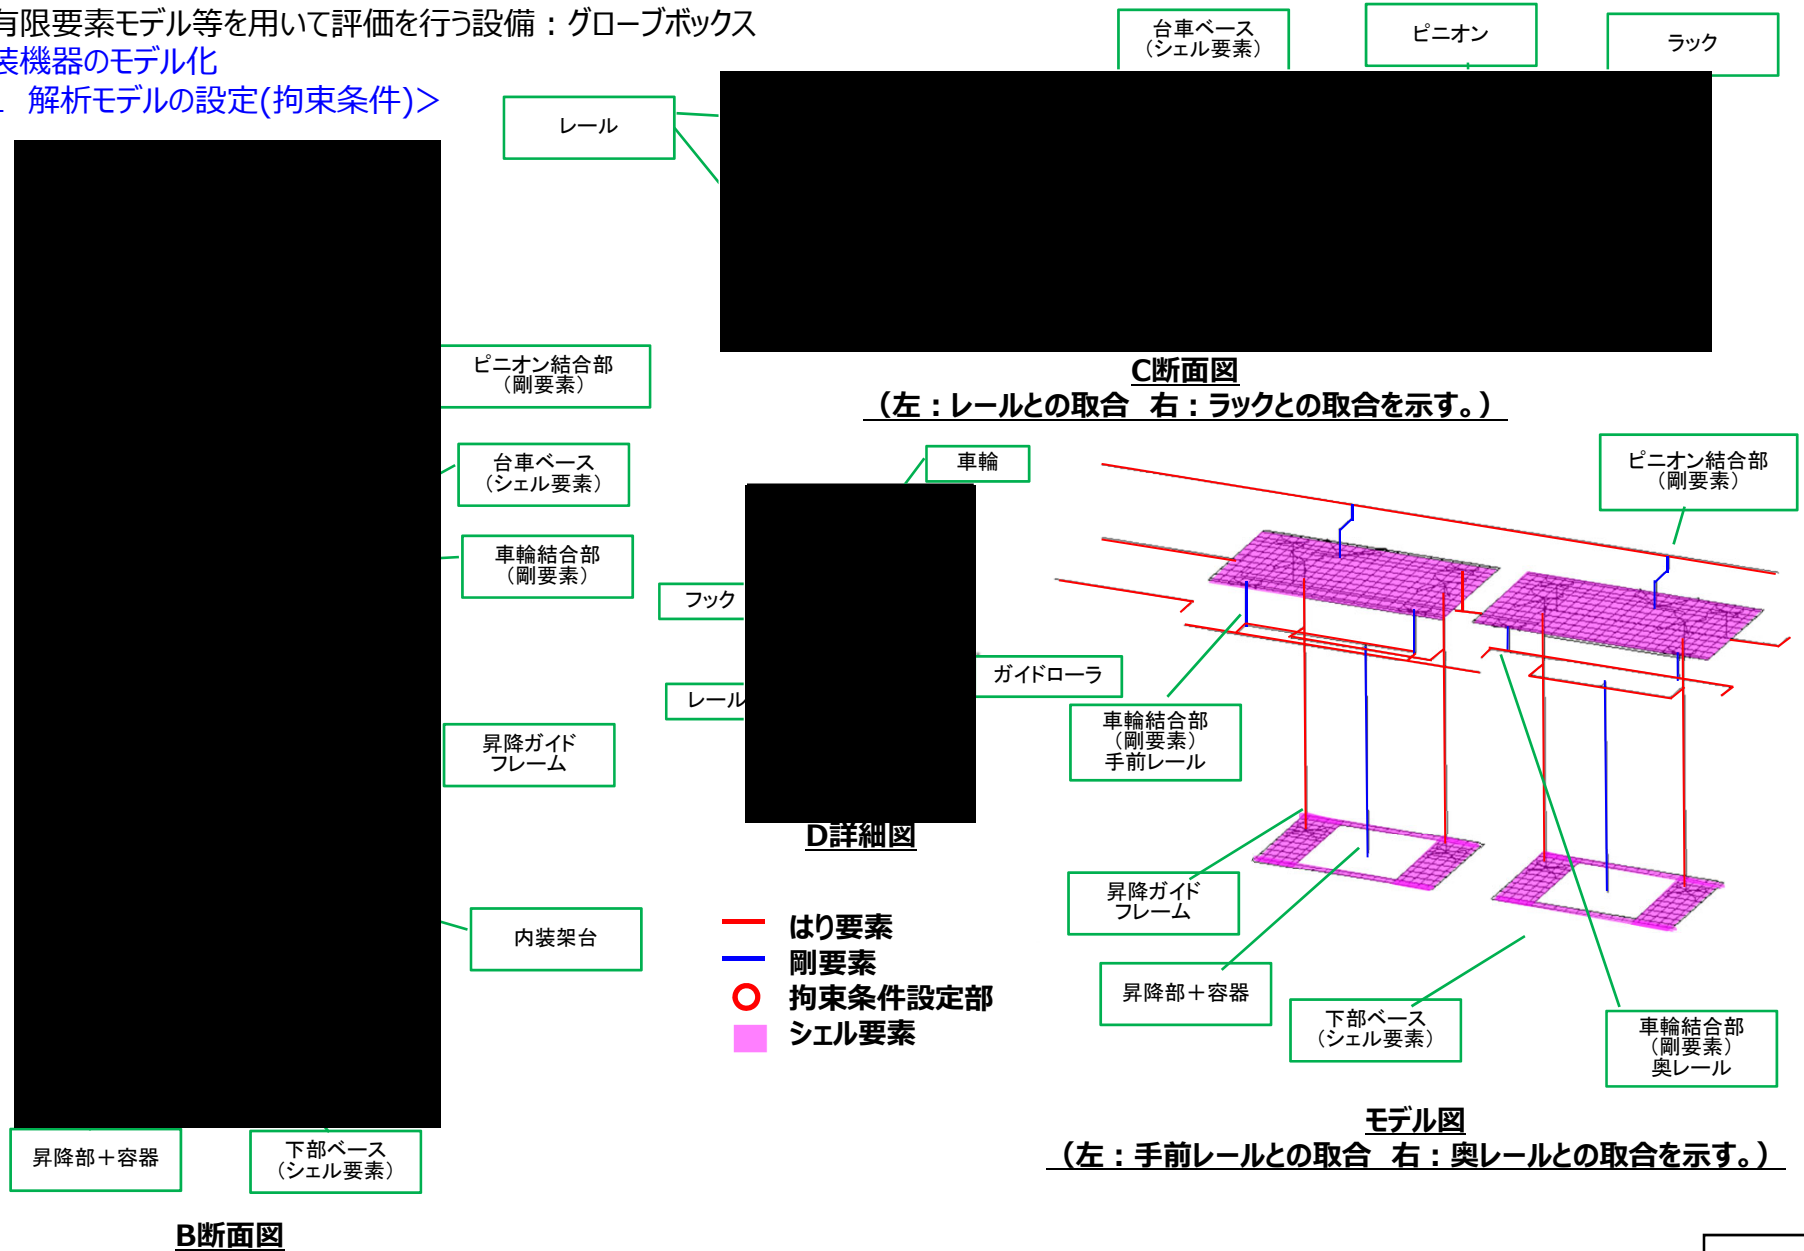 有限要素モデル等を用いて評価を行う設備：グローブボックス
装機器のモデル化
解析モデルの設定(拘束条件)＞
台車ベース
（シェル要素）
ピニオン
ラック
レール
C断面図
（左：レールとの取合 右：ラックとの取合を示す。）
ピニオン結合部
（剛要素）
台車ベース
（シェル要素）
車輪結合部
（剛要素）
昇降ガイド
フレーム
内装架台
昇降部＋容器
下部ベース
（シェル要素）
B断面図
車輪
フック
レール
ガイドローラ
D詳細図
はり要素
剛要素
拘束条件設定部
シェル要素
ピニオン結合部
（剛要素）
車輪結合部
（剛要素）
手前レール
昇降ガイド
フレーム
昇降部＋容器
下部ベース
（シェル要素）
車輪結合部
（剛要素）
奥レール
モデル図
（左：手前レールとの取合 右：奥レールとの取合を示す。）